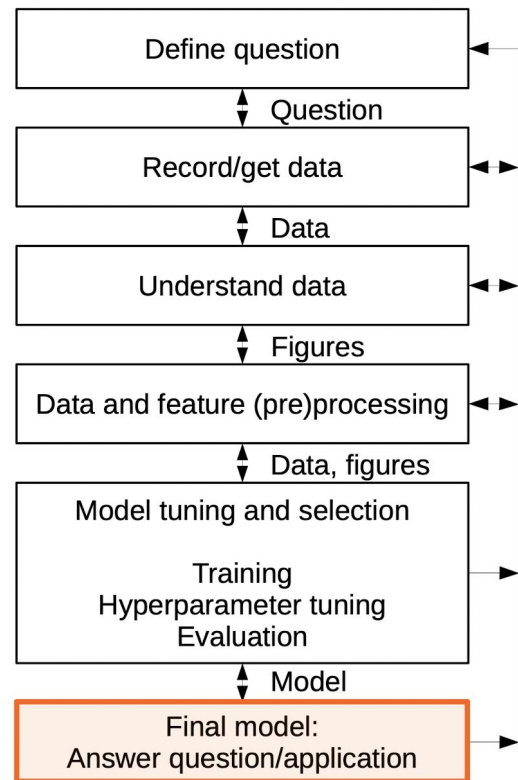 Define question
Question
Record/get data
Data
Understand data
Figures
Data and feature (pre)processing
Data, figures
Model tuning and selection
Training
Hyperparameter tuning
Evaluation
Model
Final model:
Answer question/application